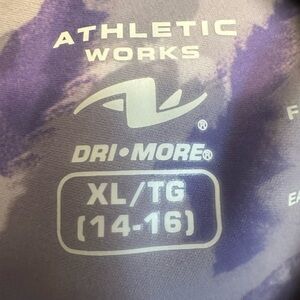 ATHLETIC
WORKS
®
DRI•MORE®
XL/TG
(14-16)